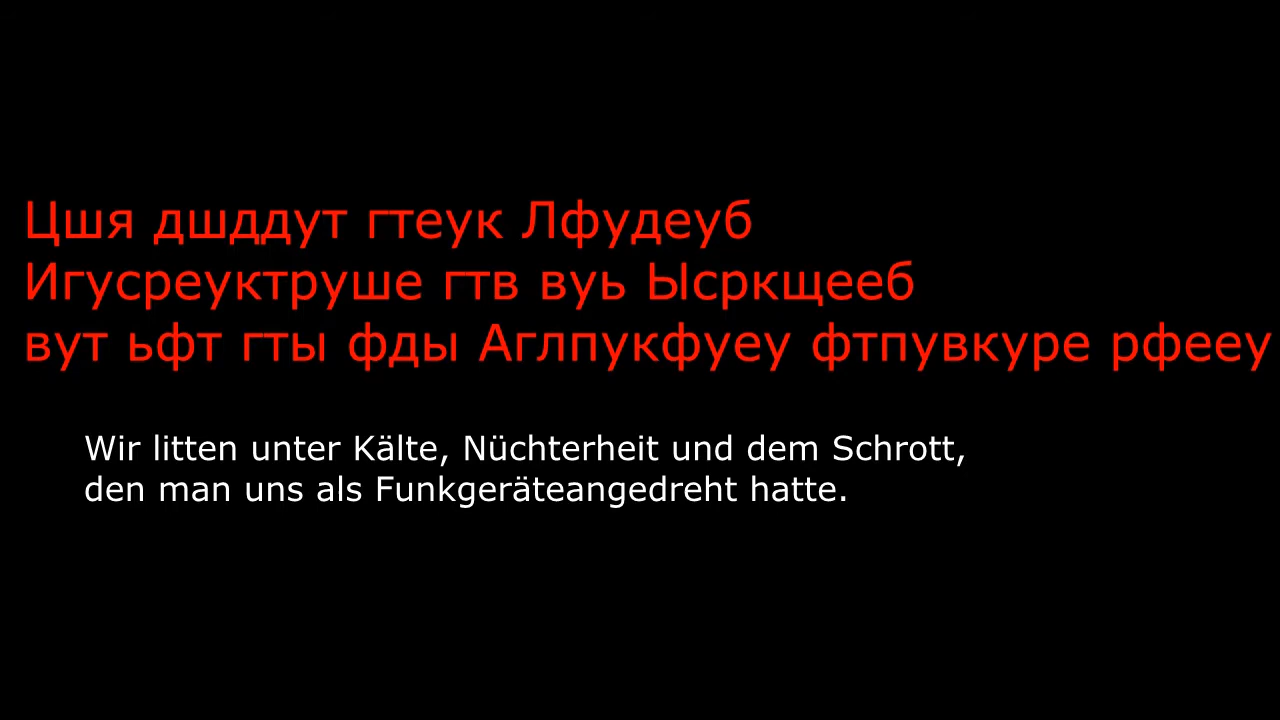 Цшя дшддут гтеук Лфудеуб
Игусреуктруше гтв вуь Ысркщееб
вут ьфт гты фды Аглпукфуеу фтпувкуре рфееу
Wir litten unter Kälte, Nüchterheit und dem Schrott,
den man uns als Funkgeräteangedreht hatte.